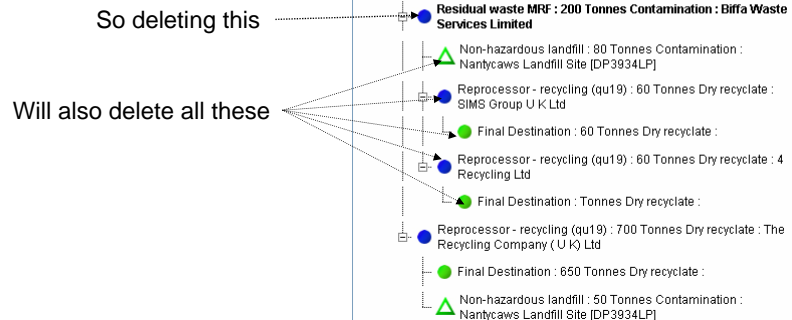 So deleting this
Residual waste MRF : 200 Tonnes Contamination : Biffa Waste
Services Limited
Non-hazardous landfill : 80 Tonnes Contamination :
Nantycaws Landfill Site [DP3934LP]
Reprocessor - recycling (qu19) : 60 Tonnes Dry recyclate :
SIMS Group U K Ltd
Will also delete all these
Final Destination : 60 Tonnes Dry recyclate :
Reprocessor - recycling (qu19) : 60 Tonnes Dry recyclate : 4
Recycling Ltd
Final Destination : Tonnes Dry recyclate :
Reprocessor - recycling (qu19) : 700 Tonnes Dry recyclate : The
Recycling Company ( U K) Ltd
Final Destination : 650 Tonnes Dry recyclate :
Non-hazardous landfill : 50 Tonnes Contamination :
Nantycaws Landfill Site [DP3934LP]